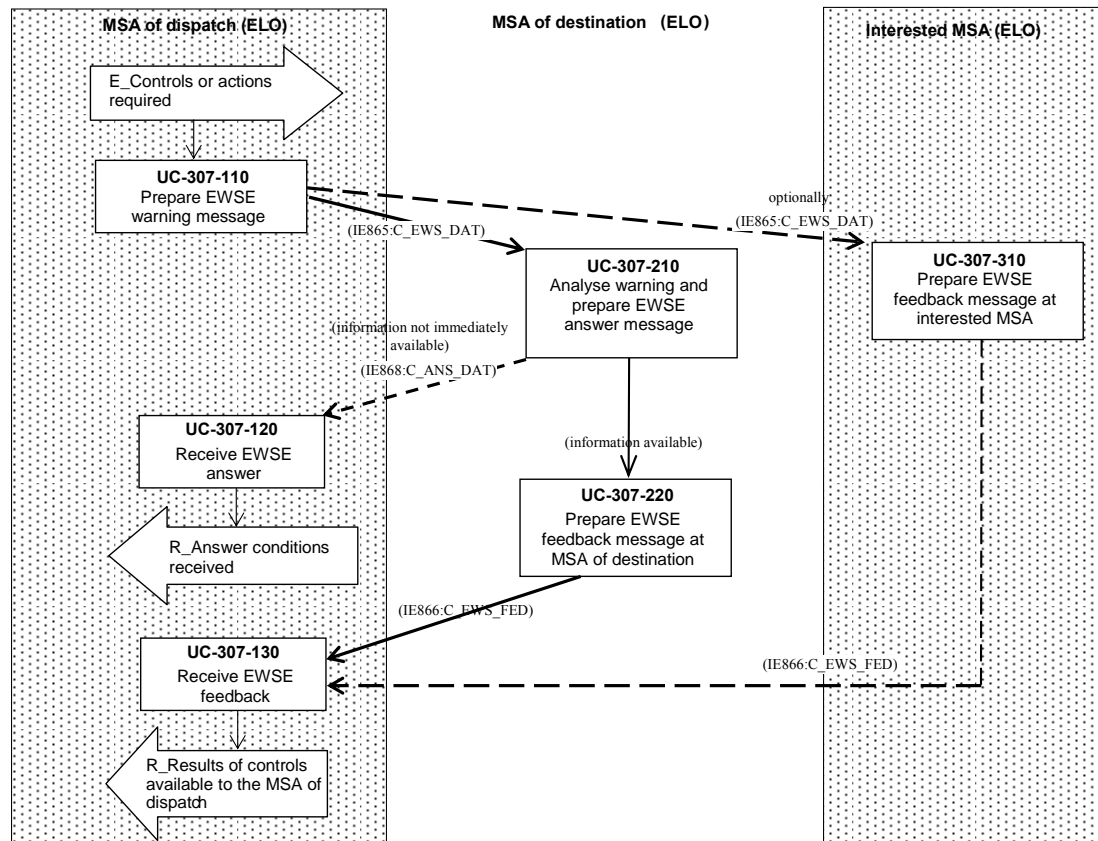 MSA of dispatch (ELO)
MSA of destination (ELO)
Interested MSA (ELO)
E_Controls or actions
required
UC-307-110
Prepare EWSE
warning message
optionally
(IE865:C_EWS_DAT)
(IE865:C_EWS_DAT)
UC-307-210
Analyse warning and
prepare EWSE
answer message
UC-307-310
Prepare EWSE
feedback message at
interested MSA
(information not immediately
available)
(IE868:C_ANS_DAT)
UC-307-120
Receive EWSE
answer
(information available)
UC-307-220
Prepare EWSE
feedback message at
MSA of destination
R_Answer conditions
received
(IE866:C_EWS_FED)
UC-307-130
Receive EWSE
feedback
(IE866:C_EWS_FED)
R_Results of controls
available to the MSA of
dispatch